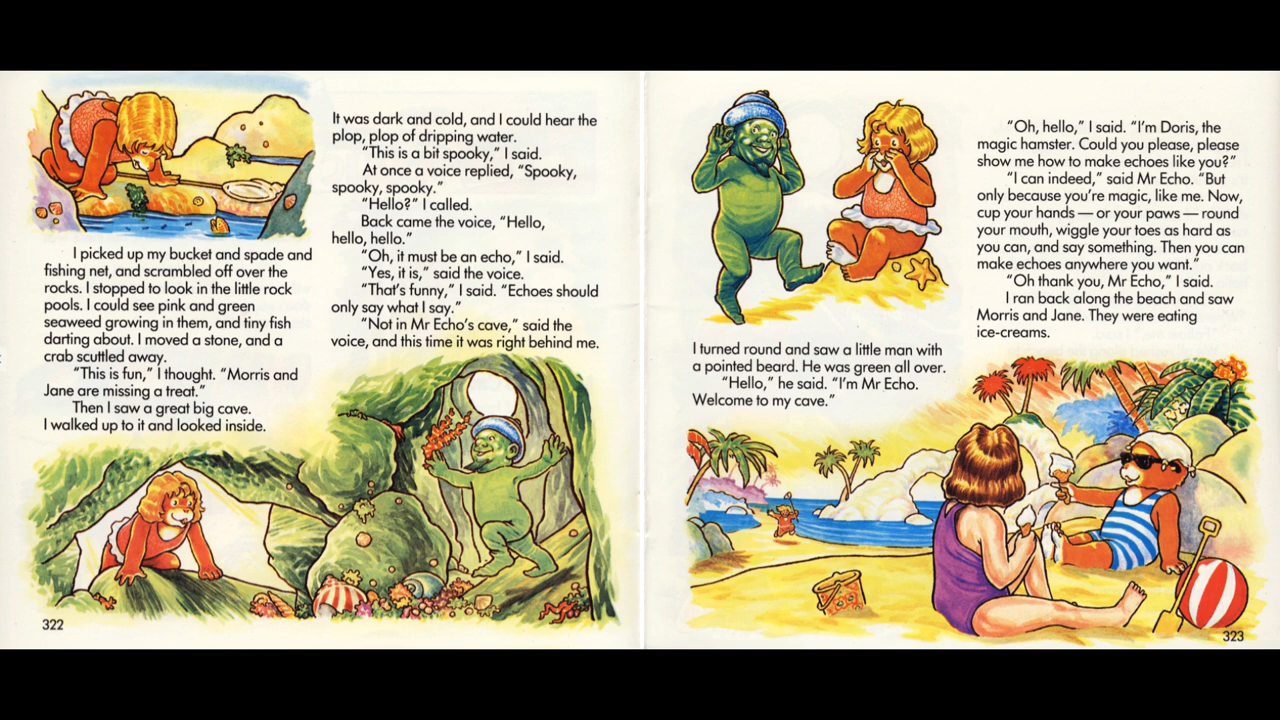 I picked up my bucket and spade and
fishing net, and scrambled off over the
rocks. I stopped to look in the little rock
pools. I could see pink and green
seaweed growing in them, and tiny fish
darting about. I moved a stone, and a
crab scuttled away.
"This is fun," I thought. "Morris and
Jane are missing a treat."
Then I saw a great big cave.
I walked up to it and looked inside.
322
It was dark and cold, and I could hear the
plop, plop of dripping water.
"This is a bit spooky," I said.
At once a voice replied, "Spooky,
spooky, spooky."
"Hello?" I called.
Back came the voice, "Hello,
hello, hello."
"Oh, it must be an echo," I said.
"Yes, it is," said the voice.
"That's funny," I said. "Echoes should
only say what I say."
"Not in Mr Echo's cave," said the
voice, and this time it was right behind me.
I turned round and saw a little man with
a pointed beard. He was green all over.
"Hello," he said. "I'm Mr Echo.
Welcome to my cave."
"Oh, hello," I said. "I'm Doris, the
magic hamster. Could you please, please
show me how to make echoes like you?"
"I can indeed," said Mr Echo. "But
only because you're magic, like me. Now,
cup your hands — or your paws — round
your mouth, wiggle your toes as hard as
you can, and say something. Then you can
make echoes anywhere you want."
"Oh thank you, Mr Echo," I said.
I ran back along the beach and saw
Morris and Jane. They were eating
ice-creams.
323